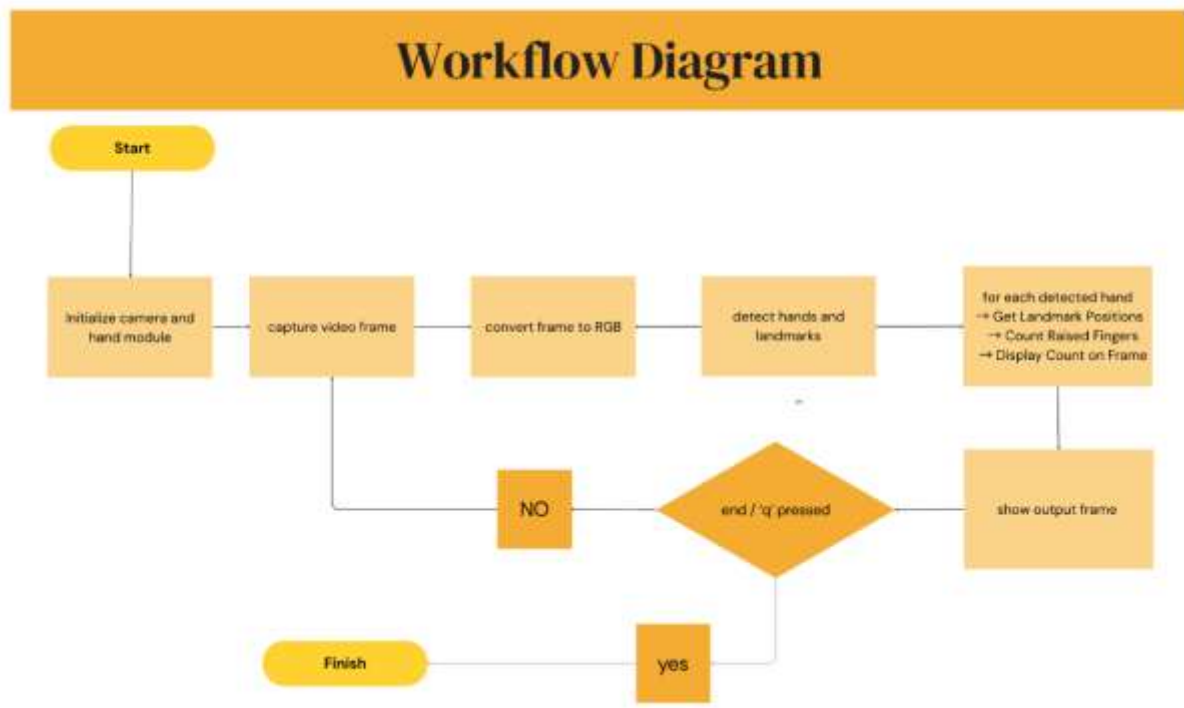 Workflow Diagram
Start
Initialize camera and
hand module
capture video frame
convert frame to RGB
detect hands and
landmarks
for each detected hand
→ Get Landmark Positions
→ Count Raised Fingers
→ Display Count on Frame
NO
end / 'q' pressed
show output frame
Finish
yes